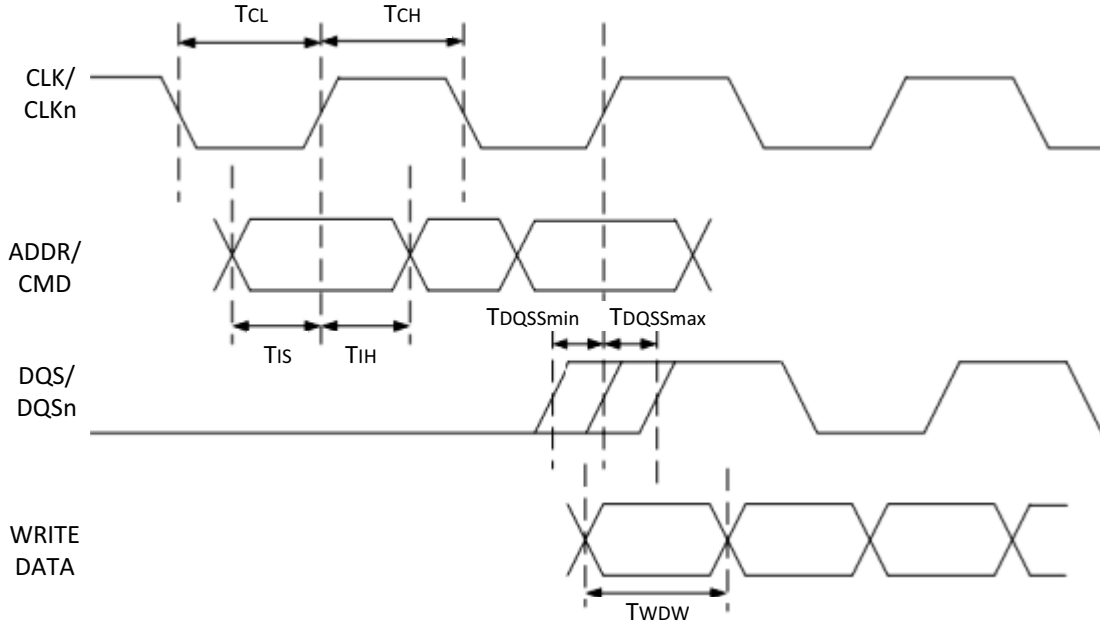 TCL
TCH
CLK/
CLKn
ADDR/
CMD
TDQSSmin
TDQSSmax
TIS
TIH
DQS/
DQSn
WRITE
DATA
TWDW